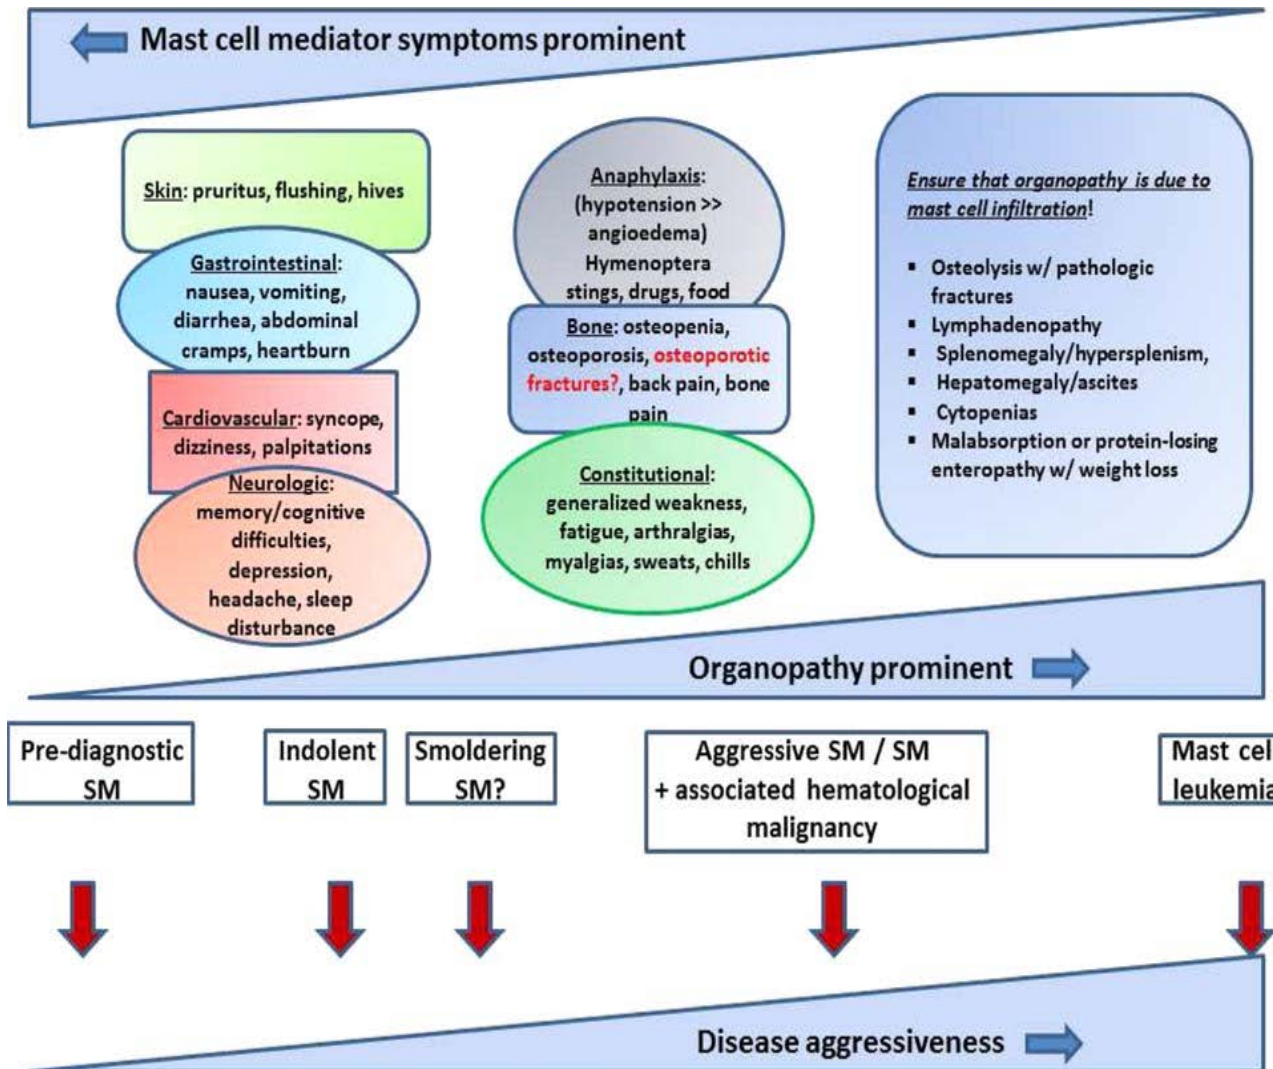 Mast cell mediator symptoms prominent
Skin: pruritus, flushing, hives
Gastrointestinal:
nausea, vomiting,
diarrhea, abdominal
cramps, heartburn
Cardiovascular: syncope,
dizziness, palpitations
Neurologic:
memory/cognitive
difficulties,
depression,
headache, sleep
disturbance
Anaphylaxis:
(hypotension >>
angioedema)
Hymenoptera
stings, drugs, food
Bone: osteopenia,
osteoporosis, osteoporotic
fractures?, back pain, bone
pain
Constitutional:
generalized weakness,
fatigue, arthralgias,
myalgias, sweats, chills
Ensure that organopathy is due to
mast cell infiltration!
▪ Osteolysis w/ pathologic
fractures
▪ Lymphadenopathy
▪ Splenomegaly/hypersplenism,
▪ Hepatomegaly/ascites
▪ Cytopenias
▪ Malabsorption or protein-losing
enteropathy w/ weight loss
Organopathy prominent
Pre-diagnostic
SM
Indolent
SM
Smoldering
SM?
Aggressive SM / SM
+ associated hematological
malignancy
Mast cel
leukemia
Disease aggressiveness